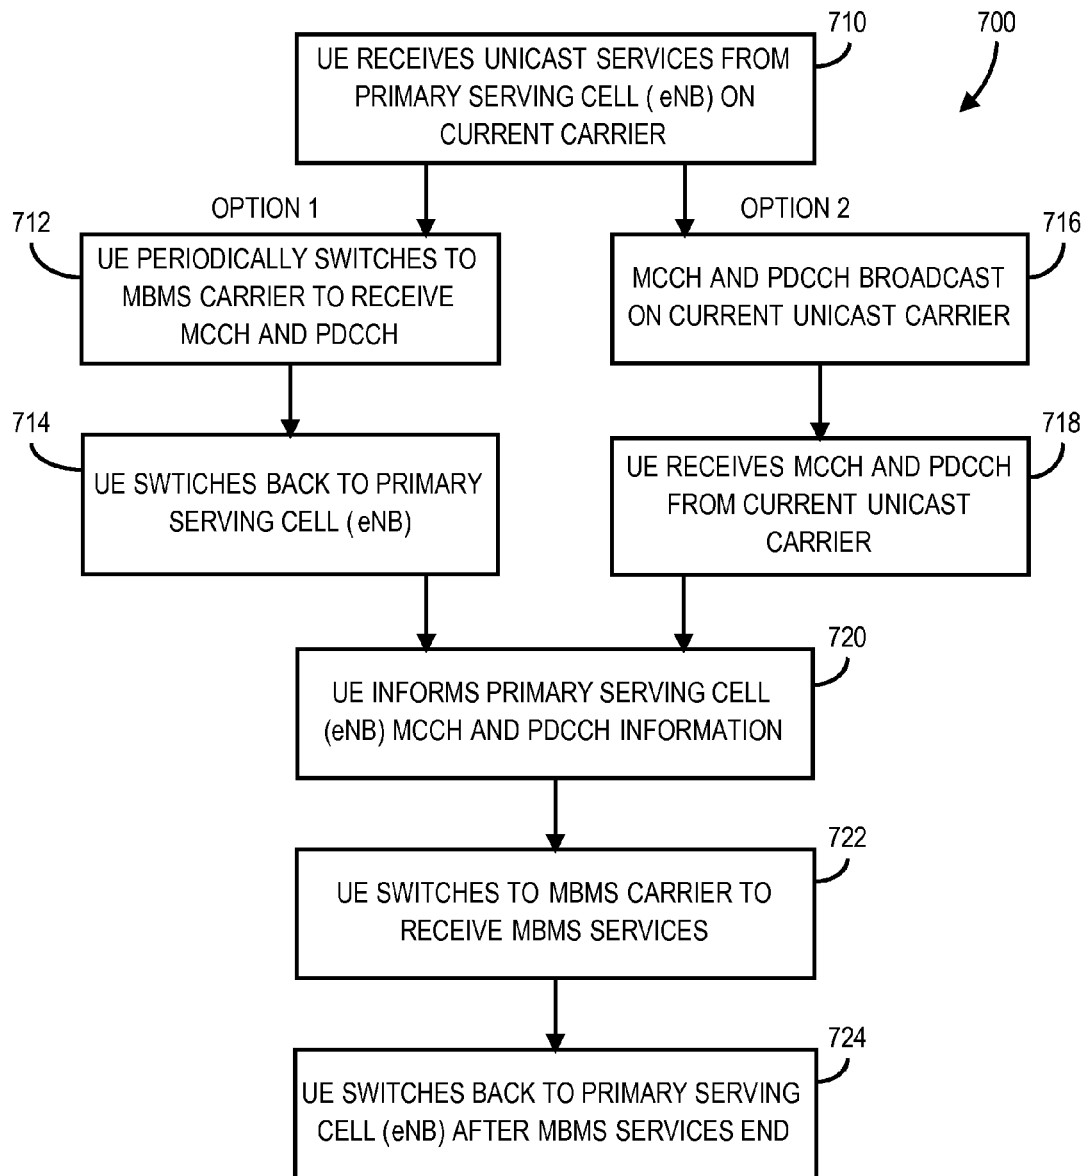 710
700
UE RECEIVES UNICAST SERVICES FROM
PRIMARY SERVING CELL ( eNB) ON
CURRENT CARRIER
OPTION 1
OPTION 2
712
UE PERIODICALLY SWITCHES TO
MBMS CARRIER TO RECEIVE
MCCH AND PDCCH
716
MCCH AND PDCCH BROADCAST
ON CURRENT UNICAST CARRIER
714
UE SWTICHES BACK TO PRIMARY
SERVING CELL ( eNB)
718
UE RECEIVES MCCH AND PDCCH
FROM CURRENT UNICAST
CARRIER
720
UE INFORMS PRIMARY SERVING CELL
(eNB) MCCH AND PDCCH INFORMATION
722
UE SWITCHES TO MBMS CARRIER TO
RECEIVE MBMS SERVICES
724
UE SWITCHES BACK TO PRIMARY SERVING
CELL (eNB) AFTER MBMS SERVICES END